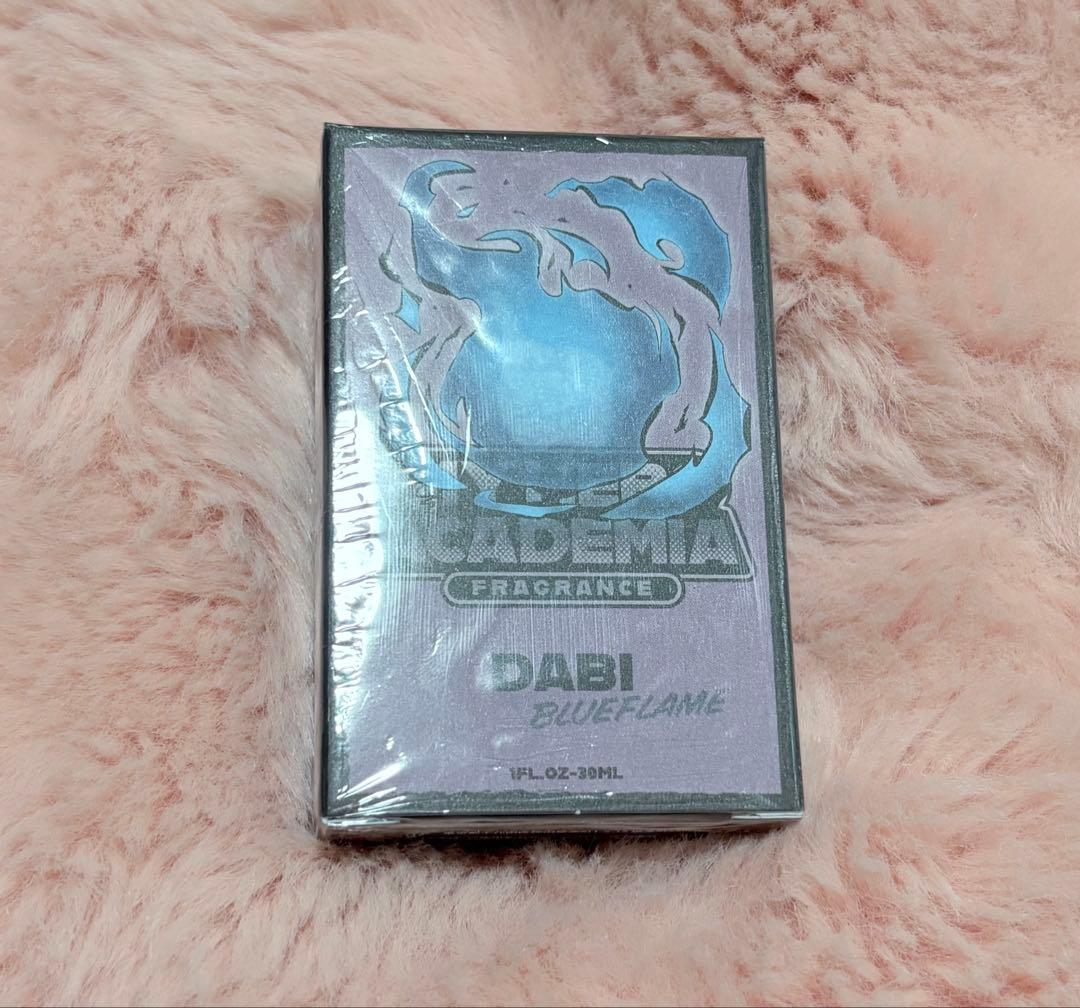 CADEMIA
FRAGRANCE
DABI
BLUEFLAME
1FL.OZ-30ML